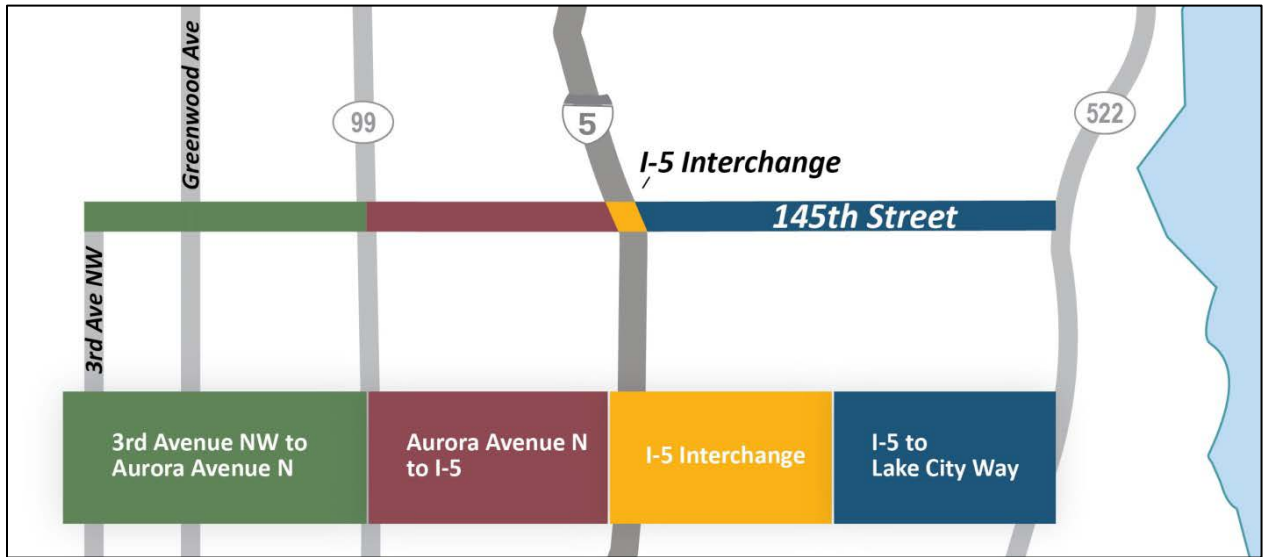 Greenwood Ave
99
5
522
I-5 Interchange
145th Street
3rd Ave NW
3rd Avenue NW to
Aurora Avenue N
Aurora Avenue N
to I-5
I-5 Interchange
I-5 to
Lake City Way